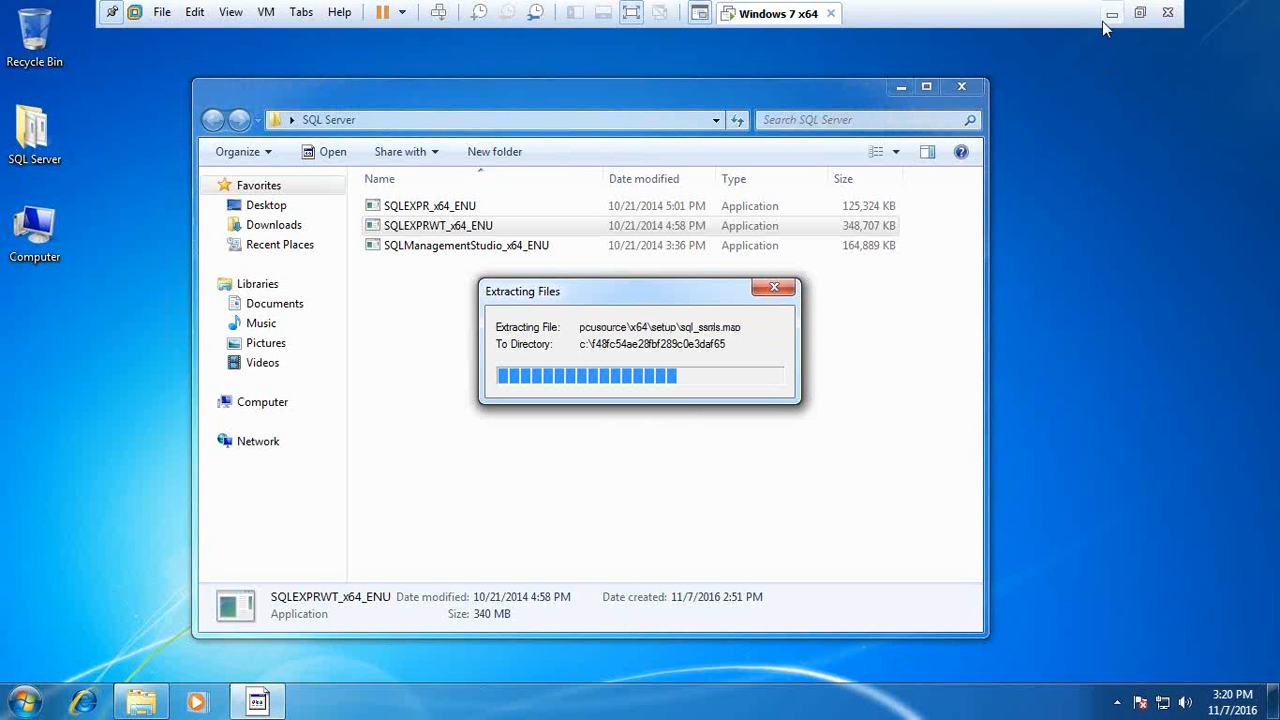 File Edit View VM Tabs Help Windows 7 x64
Recycle Bin
SQL Server
Computer
SQL Server Search SQL Server
Organize Open Share with New folder
Name Date modified Type Size
Favorites
Desktop
Downloads
Recent Places
Libraries
Documents
Music
Pictures
Videos
Computer
Network
SQLEXPR_x64_ENU 10/21/2014 5:01 PM Application 125,324 KB
SQLEXPRWT_x64_ENU 10/21/2014 4:58 PM Application 348,707 KB
SQLManagementStudio_x64_ENU 10/21/2014 3:36 PM Application 164,889 KB
Extracting Files
Extracting File: pcusource\x64\setup\sql_ssms.msp
To Directory: c:\f48fc54ae28fbf289c0e3daf65
SQLEXPRWT_x64_ENU Date modified: 10/21/2014 4:58 PM Date created: 11/7/2016 2:51 PM
Application Size: 340 MB
3:20 PM
11/7/2016